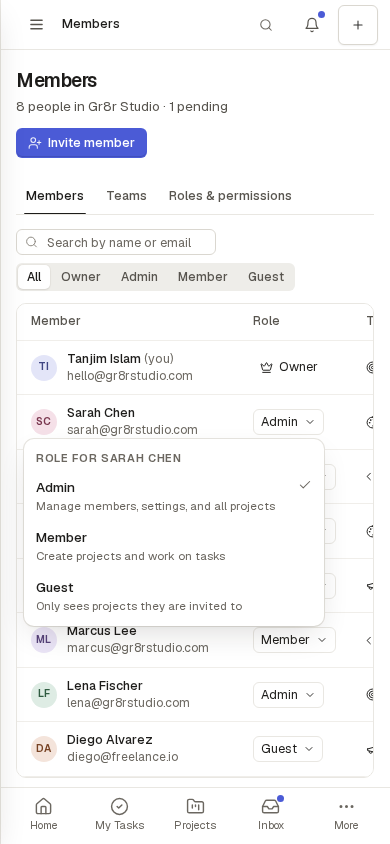 Members
Members
8 people in Gr8r Studio · 1 pending
Invite member
Members Teams Roles & permissions
Search by name or email
All Owner Admin Member Guest
Member Role
TI Tanjim Islam (you) Owner
hello@gr8rstudio.com
SC Sarah Chen Admin
sarah@gr8rstudio.com
ROLE FOR SARAH CHEN
Admin
Manage members, settings, and all projects
Member
Create projects and work on tasks
Guest
Only sees projects they are invited to
ML Marcus Lee Member
marcus@gr8rstudio.com
LF Lena Fischer Admin
lena@gr8rstudio.com
DA Diego Alvarez Guest
diego@freelance.io
Home My Tasks Projects Inbox More